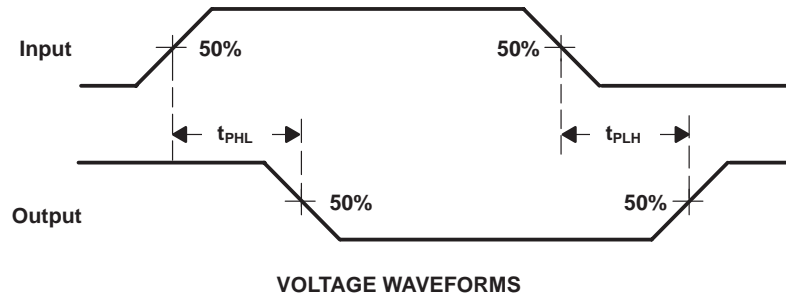 Input
50%
50%
tPHL
tPLH
Output
50%
50%
VOLTAGE WAVEFORMS